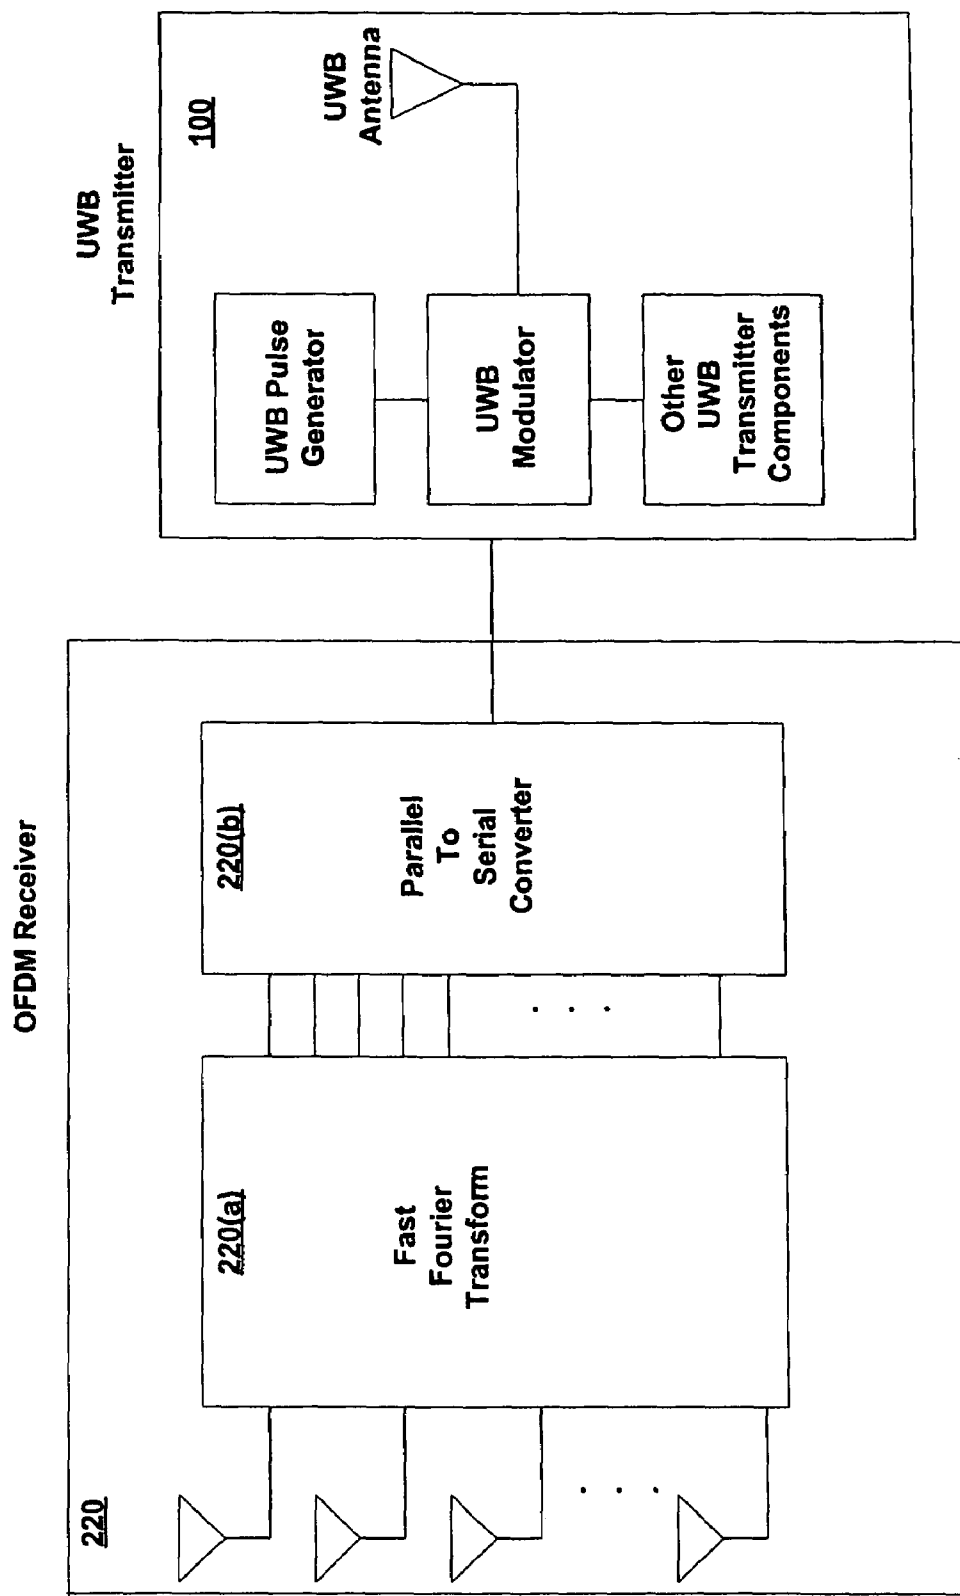 OFDM Receiver
220
220(a)
Fast
Fourier
Transform
220(b)
Parallel
To
Serial
Converter
. . .
. . .
UWB
Transmitter
100
UWB Pulse
Generator
UWB
Modulator
Other
UWB
Transmitter
Components
UWB
Antenna